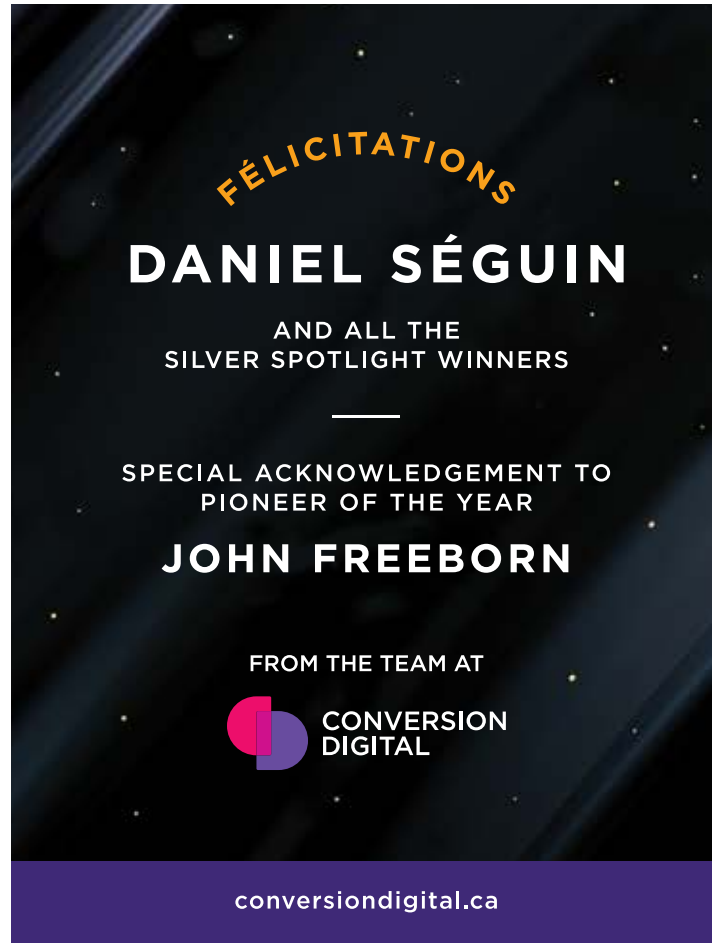 FÉLICITATIONS
DANIEL SÉGUIN
AND ALL THE
SILVER SPOTLIGHT WINNERS
SPECIAL ACKNOWLEDGEMENT TO
PIONEER OF THE YEAR
JOHN FREEBORN
FROM THE TEAM AT
CONVERSION
DIGITAL
conversiondigital.ca